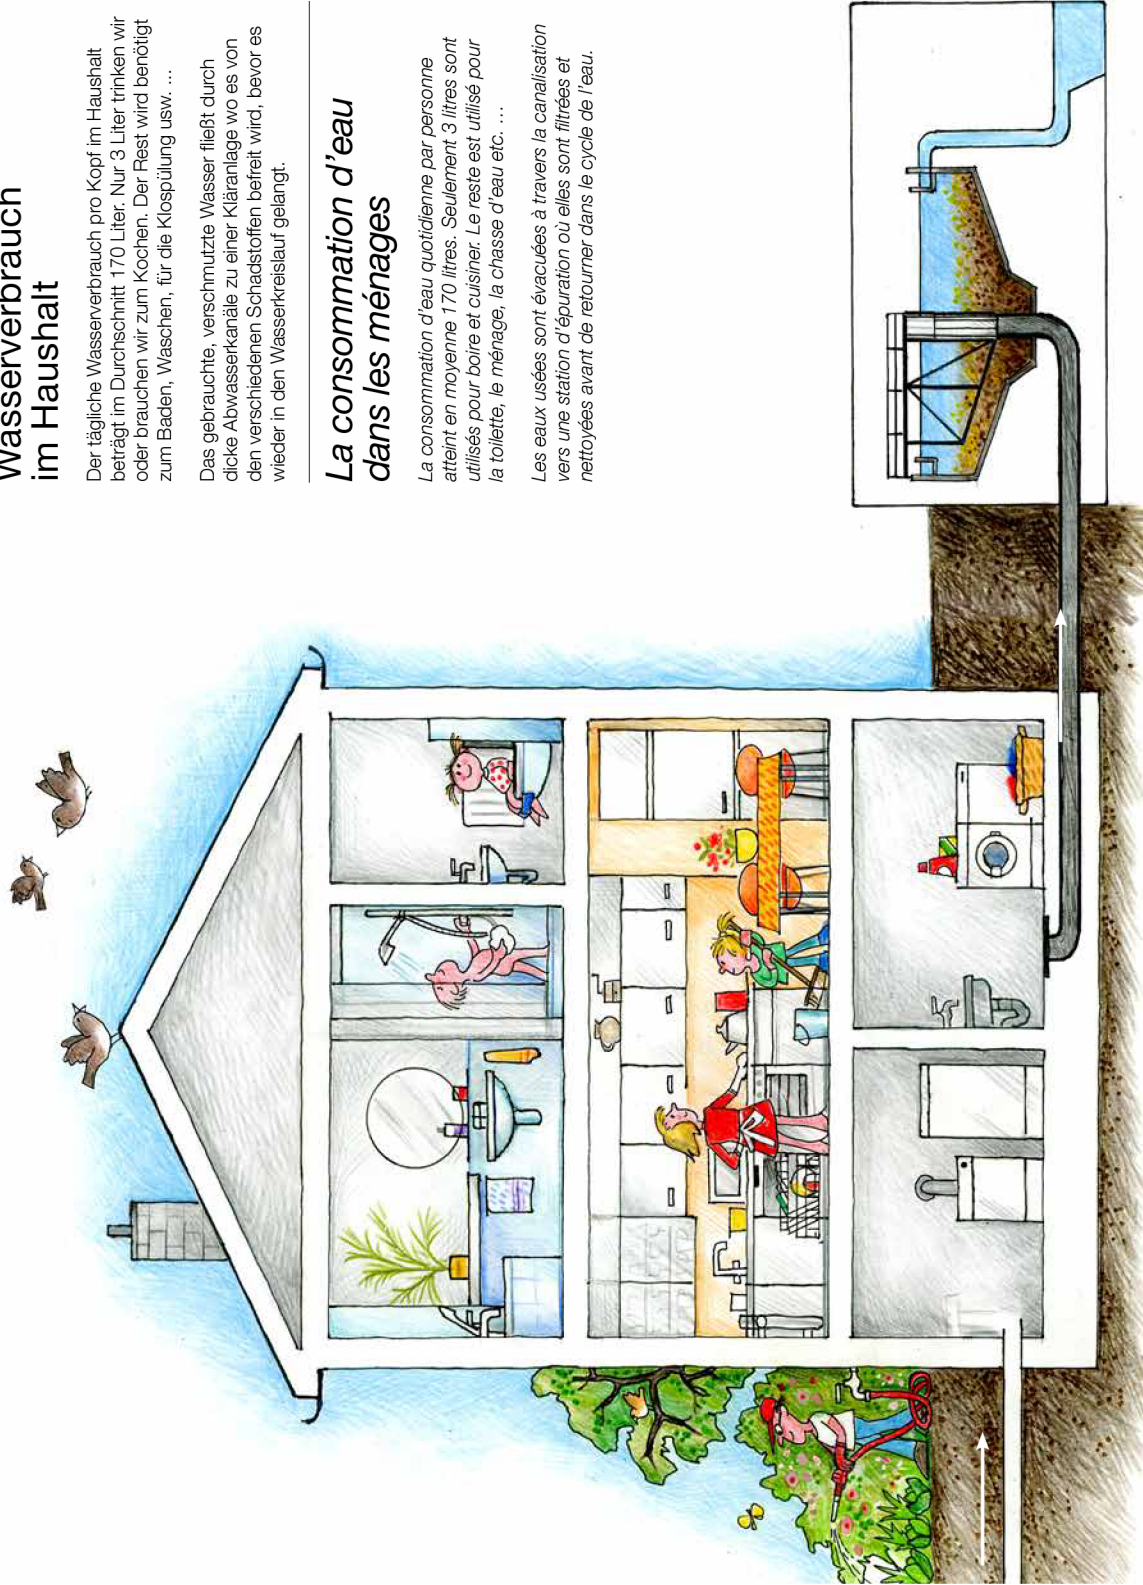 Wasserverbrauch
im Haushalt
Der tägliche Wasserverbrauch pro Kopf im Haushalt
beträgt im Durchschnitt 170 Liter. Nur 3 Liter trinken wir
oder brauchen wir zum Kochen. Der Rest wird benötigt
zum Baden, Waschen, für die Klospülung usw. ...
Das gebrauchte, verschmutzte Wasser fließt durch
dicke Abwasserkanäle zu einer Kläranlage wo es von
den verschiedenen Schadstoffen befreit wird, bevor es
wieder in den Wasserkreislauf gelangt.
La consommation d'eau
dans les ménages
La consommation d'eau quotidienne par personne
atteint en moyenne 170 litres. Seulement 3 litres sont
utilisés pour boire et cuisiner. Le reste est utilisé pour
la toilette, le ménage, la chasse d'eau etc. ...
Les eaux usées sont évacuées à travers la canalisation
vers une station d'épuration où elles sont filtrées et
nettoyées avant de retourner dans le cycle de l'eau.